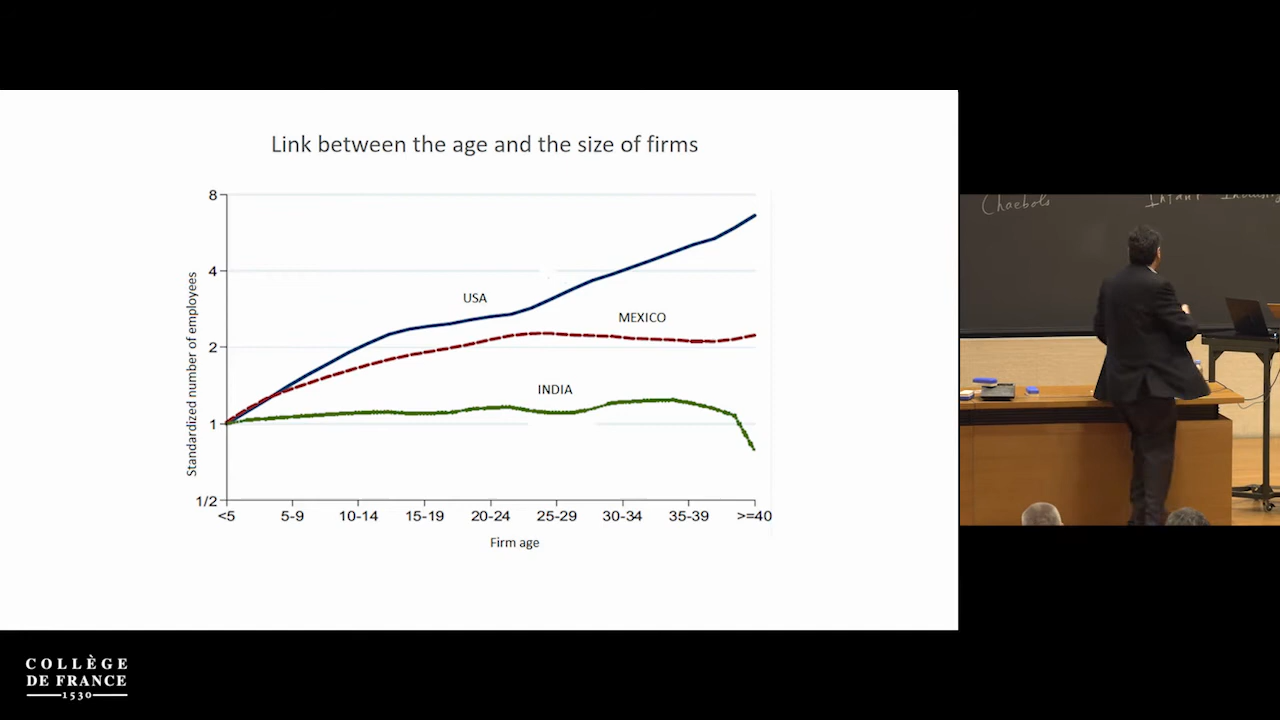 Link between the age and the size of firms
8
4
2
1
1/2
Standardized number of employees
USA
MEXICO
INDIA
<5 5-9 10-14 15-19 20-24 25-29 30-34 35-39 >=40
Firm age
Chaebols Infant
COLLÈGE
DE FRANCE
1530